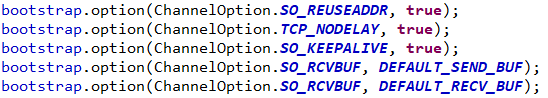 bootstrap.option(ChannelOption.SO_REUSEADDR, true);
bootstrap.option(ChannelOption.TCP_NODELAY, true);
bootstrap.option(ChannelOption.SO_KEEPALIVE, true);
bootstrap.option(ChannelOption.SO_RCVBUF, DEFAULT_SEND_BUF);
bootstrap.option(ChannelOption.SO_RCVBUF, DEFAULT_RECV_BUF);